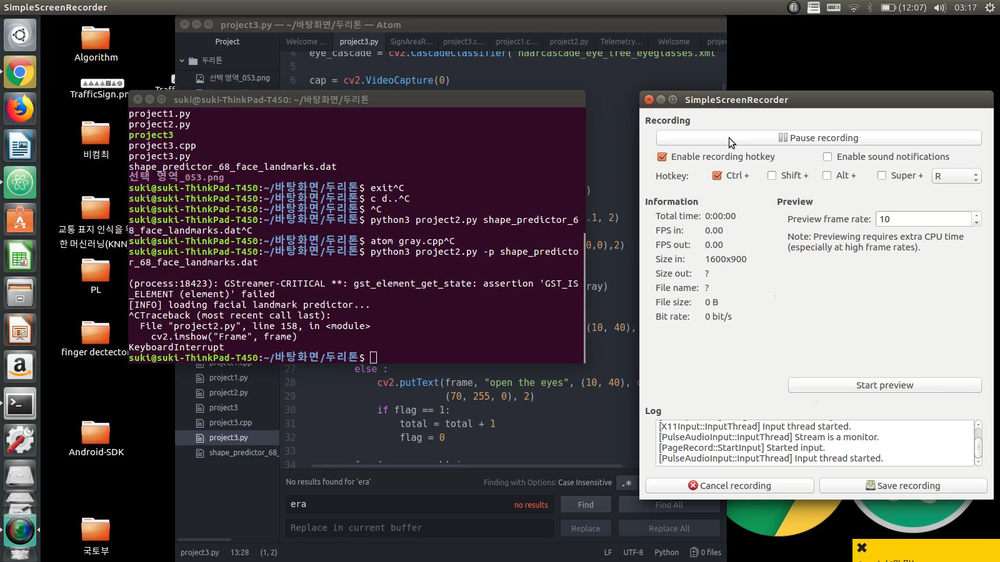 SimpleScreenRecorder
(12:07)
03:17
Algorithm
TrafficSign.pn
비컴최
교통 표지 인식을 위
한 머신러닝(KNN)
PL
finger dectector
Android-SDK
국토부
project3.py — ~/바탕화면/두리톤 — Atom
Project
Welcome ...
project3.py
SignAreaR...
project3.c...
project1.c...
project2.py
Telemetry...
Welcome
projec
두리톤
선택 영역_053.png
4 eye_cascade = cv2.CascadeClassifier("haarcascade_eye_tree_eyeglasses.xml"
5
6 cap = cv2.VideoCapture(0)
suki@suki-ThinkPad-T450: ~/바탕화면/두리톤
project1.py
project2.py
project3
project3.cpp
project3.py
shape_predictor_68_face_landmarks.dat
선택 영역_053.png
suki@suki-ThinkPad-T450:~/바탕화면/두리톤$ exit^C
suki@suki-ThinkPad-T450:~/바탕화면/두리톤$ c d..^C
suki@suki-ThinkPad-T450:~/바탕화면/두리톤$ ^C
suki@suki-ThinkPad-T450:~/바탕화면/두리톤$ python3 project2.py shape_predictor_6
8_face_landmarks.dat^C
suki@suki-ThinkPad-T450:~/바탕화면/두리톤$ atom gray.cpp^C
suki@suki-ThinkPad-T450:~/바탕화면/두리톤$ python3 project2.py -p shape_predicto
r_68_face_landmarks.dat
(process:18423): GStreamer-CRITICAL **: gst_element_get_state: assertion 'GST_IS
_ELEMENT (element)' failed
[INFO] loading facial landmark predictor...
^CTraceback (most recent call last):
File "project2.py", line 158, in <module>
cv2.imshow("Frame", frame)
KeyboardInterrupt
suki@suki-ThinkPad-T450:~/바탕화면/두리톤$
)
.1, 2)
0,0),2)
ray)
(10, 40),
project1.cpp
project1.py
project2.py
project3
project3.cpp
project3.py
shape_predictor_68_
27 else :
28 cv2.putText(frame, "open the eyes", (10, 40), c
29 (70, 255, 0), 2)
30 if flag == 1:
31 total = total + 1
32 flag = 0
34
No results found for 'era'
Finding with Options: Case Insensitive
.*
era
no results
Find
Find All
Replace in current buffer
Replace
Replace All
project3.py 13:28 (1, 2)
LF UTF-8 Python 0 files
SimpleScreenRecorder
Recording
Pause recording
Enable recording hotkey
Enable sound notifications
Hotkey: Ctrl + Shift + Alt + Super + R
Information
Total time: 0:00:00
FPS in: 0.00
FPS out: 0.00
Size in: 1600x900
Size out: ?
File name: ?
File size: 0 B
Bit rate: 0 bit/s
Preview
Preview frame rate: 10
Note: Previewing requires extra CPU time
(especially at high frame rates).
Start preview
Log
[X11Input::InputThread] Input thread started.
[PulseAudioInput::InputThread] Stream is a monitor.
[PageRecord::StartInput] Started input.
[PulseAudioInput::InputThread] Input thread started.
Cancel recording
Save recording